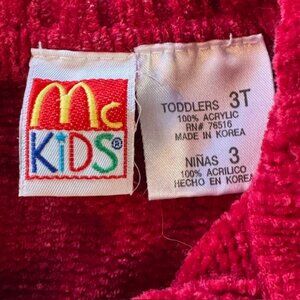 Mc
KiDS®
TODDLERS 3T
100% ACRYLIC
RN# 76516
MADE IN KOREA
NIÑAS 3
100% ACRILICO
HECHO EN KOREA